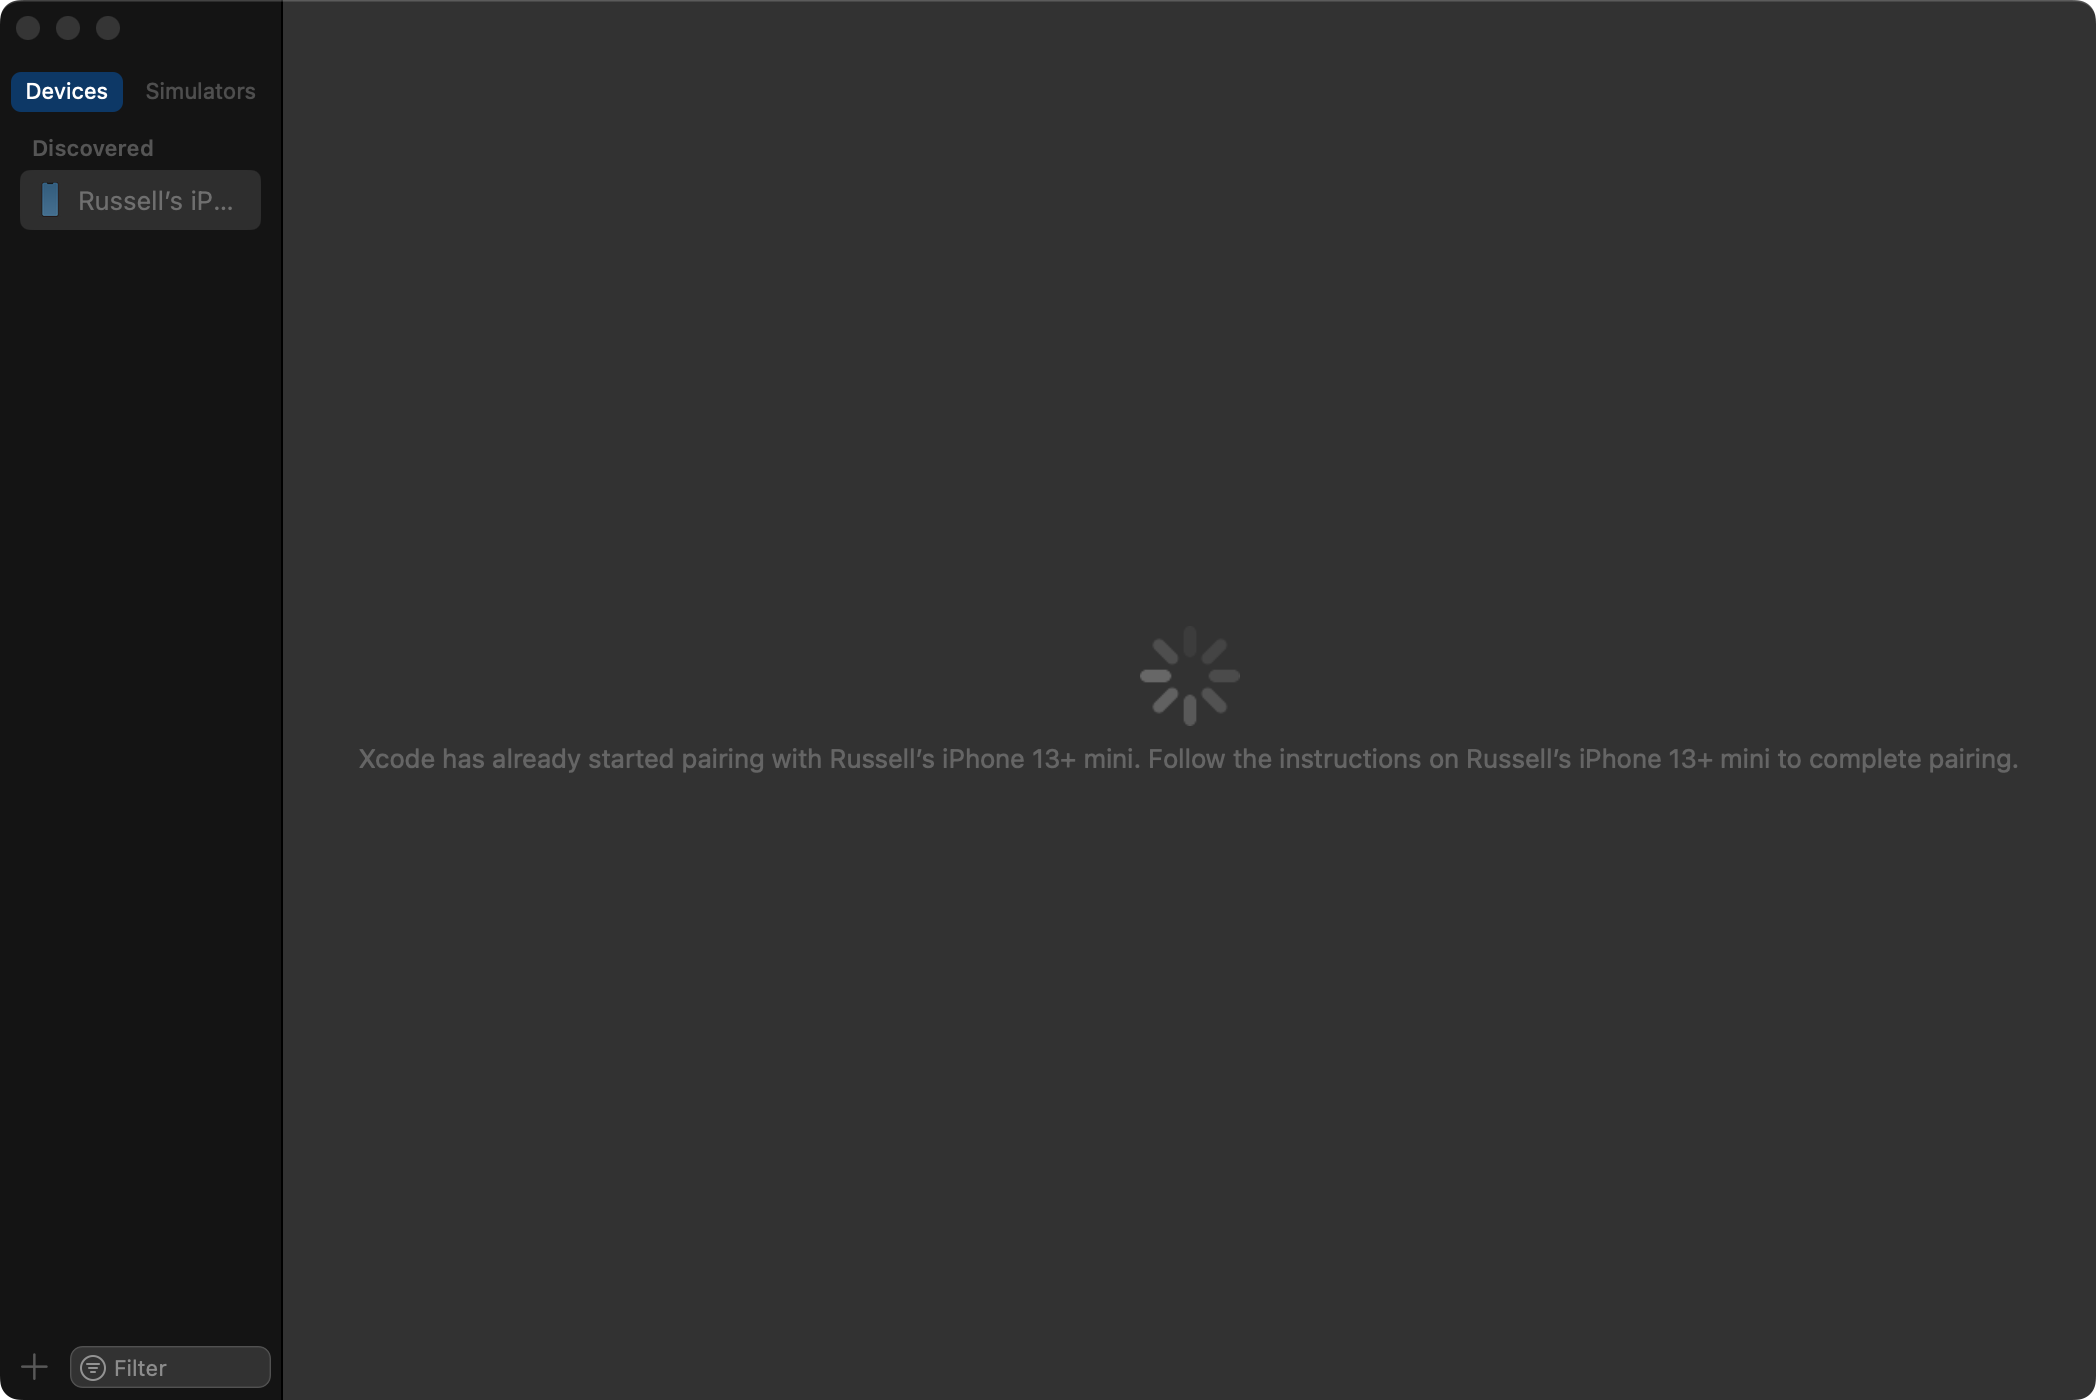 Devices
Simulators
Discovered
Russell’s iP…
Xcode has already started pairing with Russell’s iPhone 13+ mini. Follow the instructions on Russell’s iPhone 13+ mini to complete pairing.
Filter